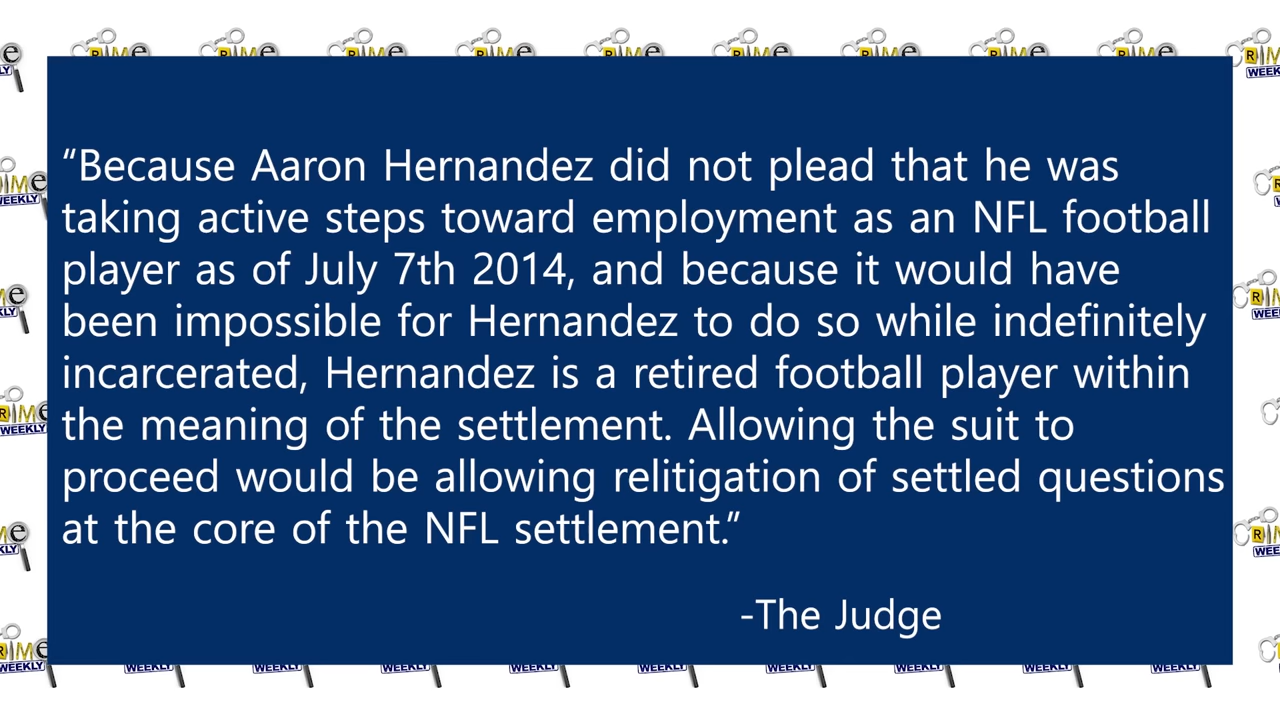 “Because Aaron Hernandez did not plead that he was
taking active steps toward employment as an NFL football
player as of July 7th 2014, and because it would have
been impossible for Hernandez to do so while indefinitely
incarcerated, Hernandez is a retired football player within
the meaning of the settlement. Allowing the suit to
proceed would be allowing relitigation of settled questions
at the core of the NFL settlement.”
-The Judge
CRIME
WEEKLY